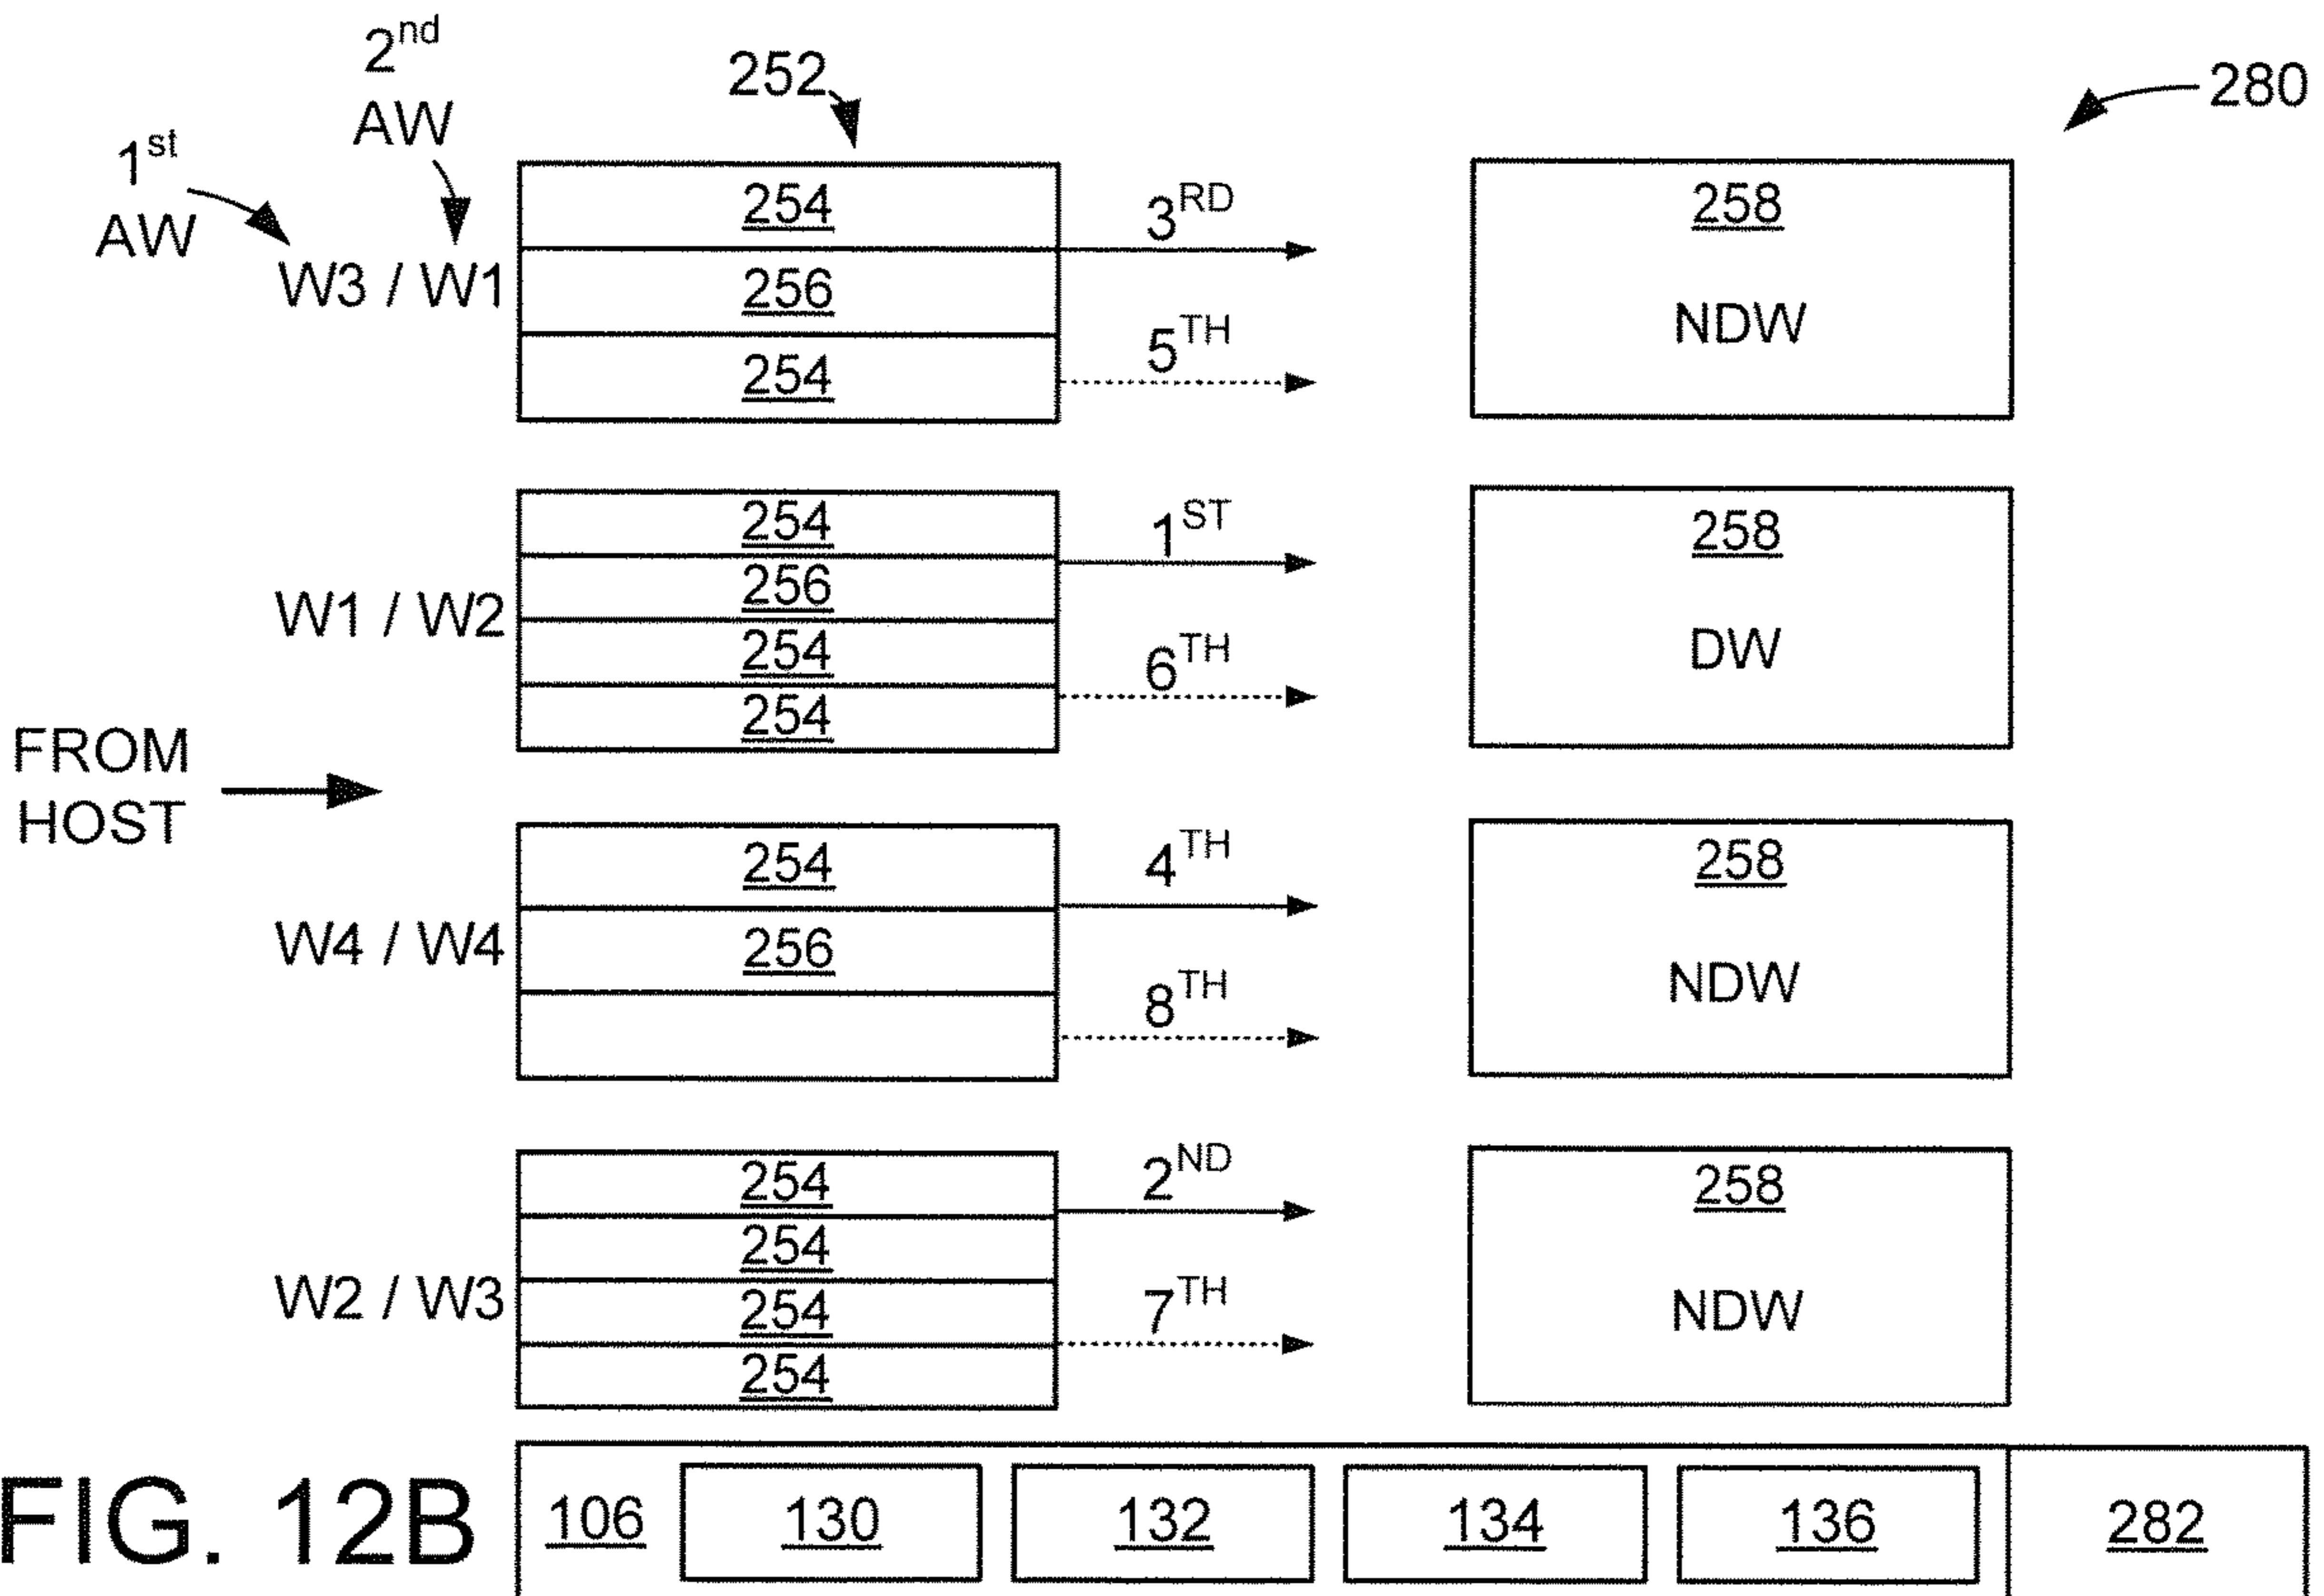 2nd
AW
252
280
1st
AW
254
3RD
258
W3 / W1
256
NDW
5TH
254
254
1ST
258
W1 / W2
256
DW
254
6TH
254
FROM
HOST
254
4TH
258
W4 / W4
256
NDW
8TH
254
2ND
258
254
W2 / W3
254
7TH
NDW
254
FIG. 12B
106
130
132
134
136
282